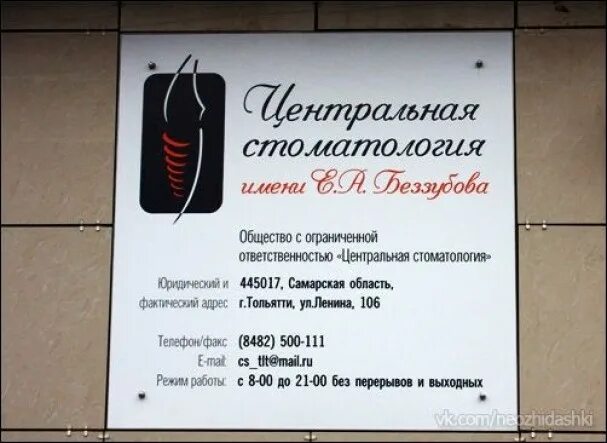 Центральная
стоматология
имени Е.А. Беззубова
Общество с ограниченной
ответственностью «Центральная стоматология»
Юридический и 445017, Самарская область,
фактический адрес г.Тольятти, ул.Ленина, 106
Телефон/факс (8482) 500-111
E-mail: cs_tlt@mail.ru
Режим работы: с 8-00 до 21-00 без перерывов и выходных
vk.com/neozhidashki